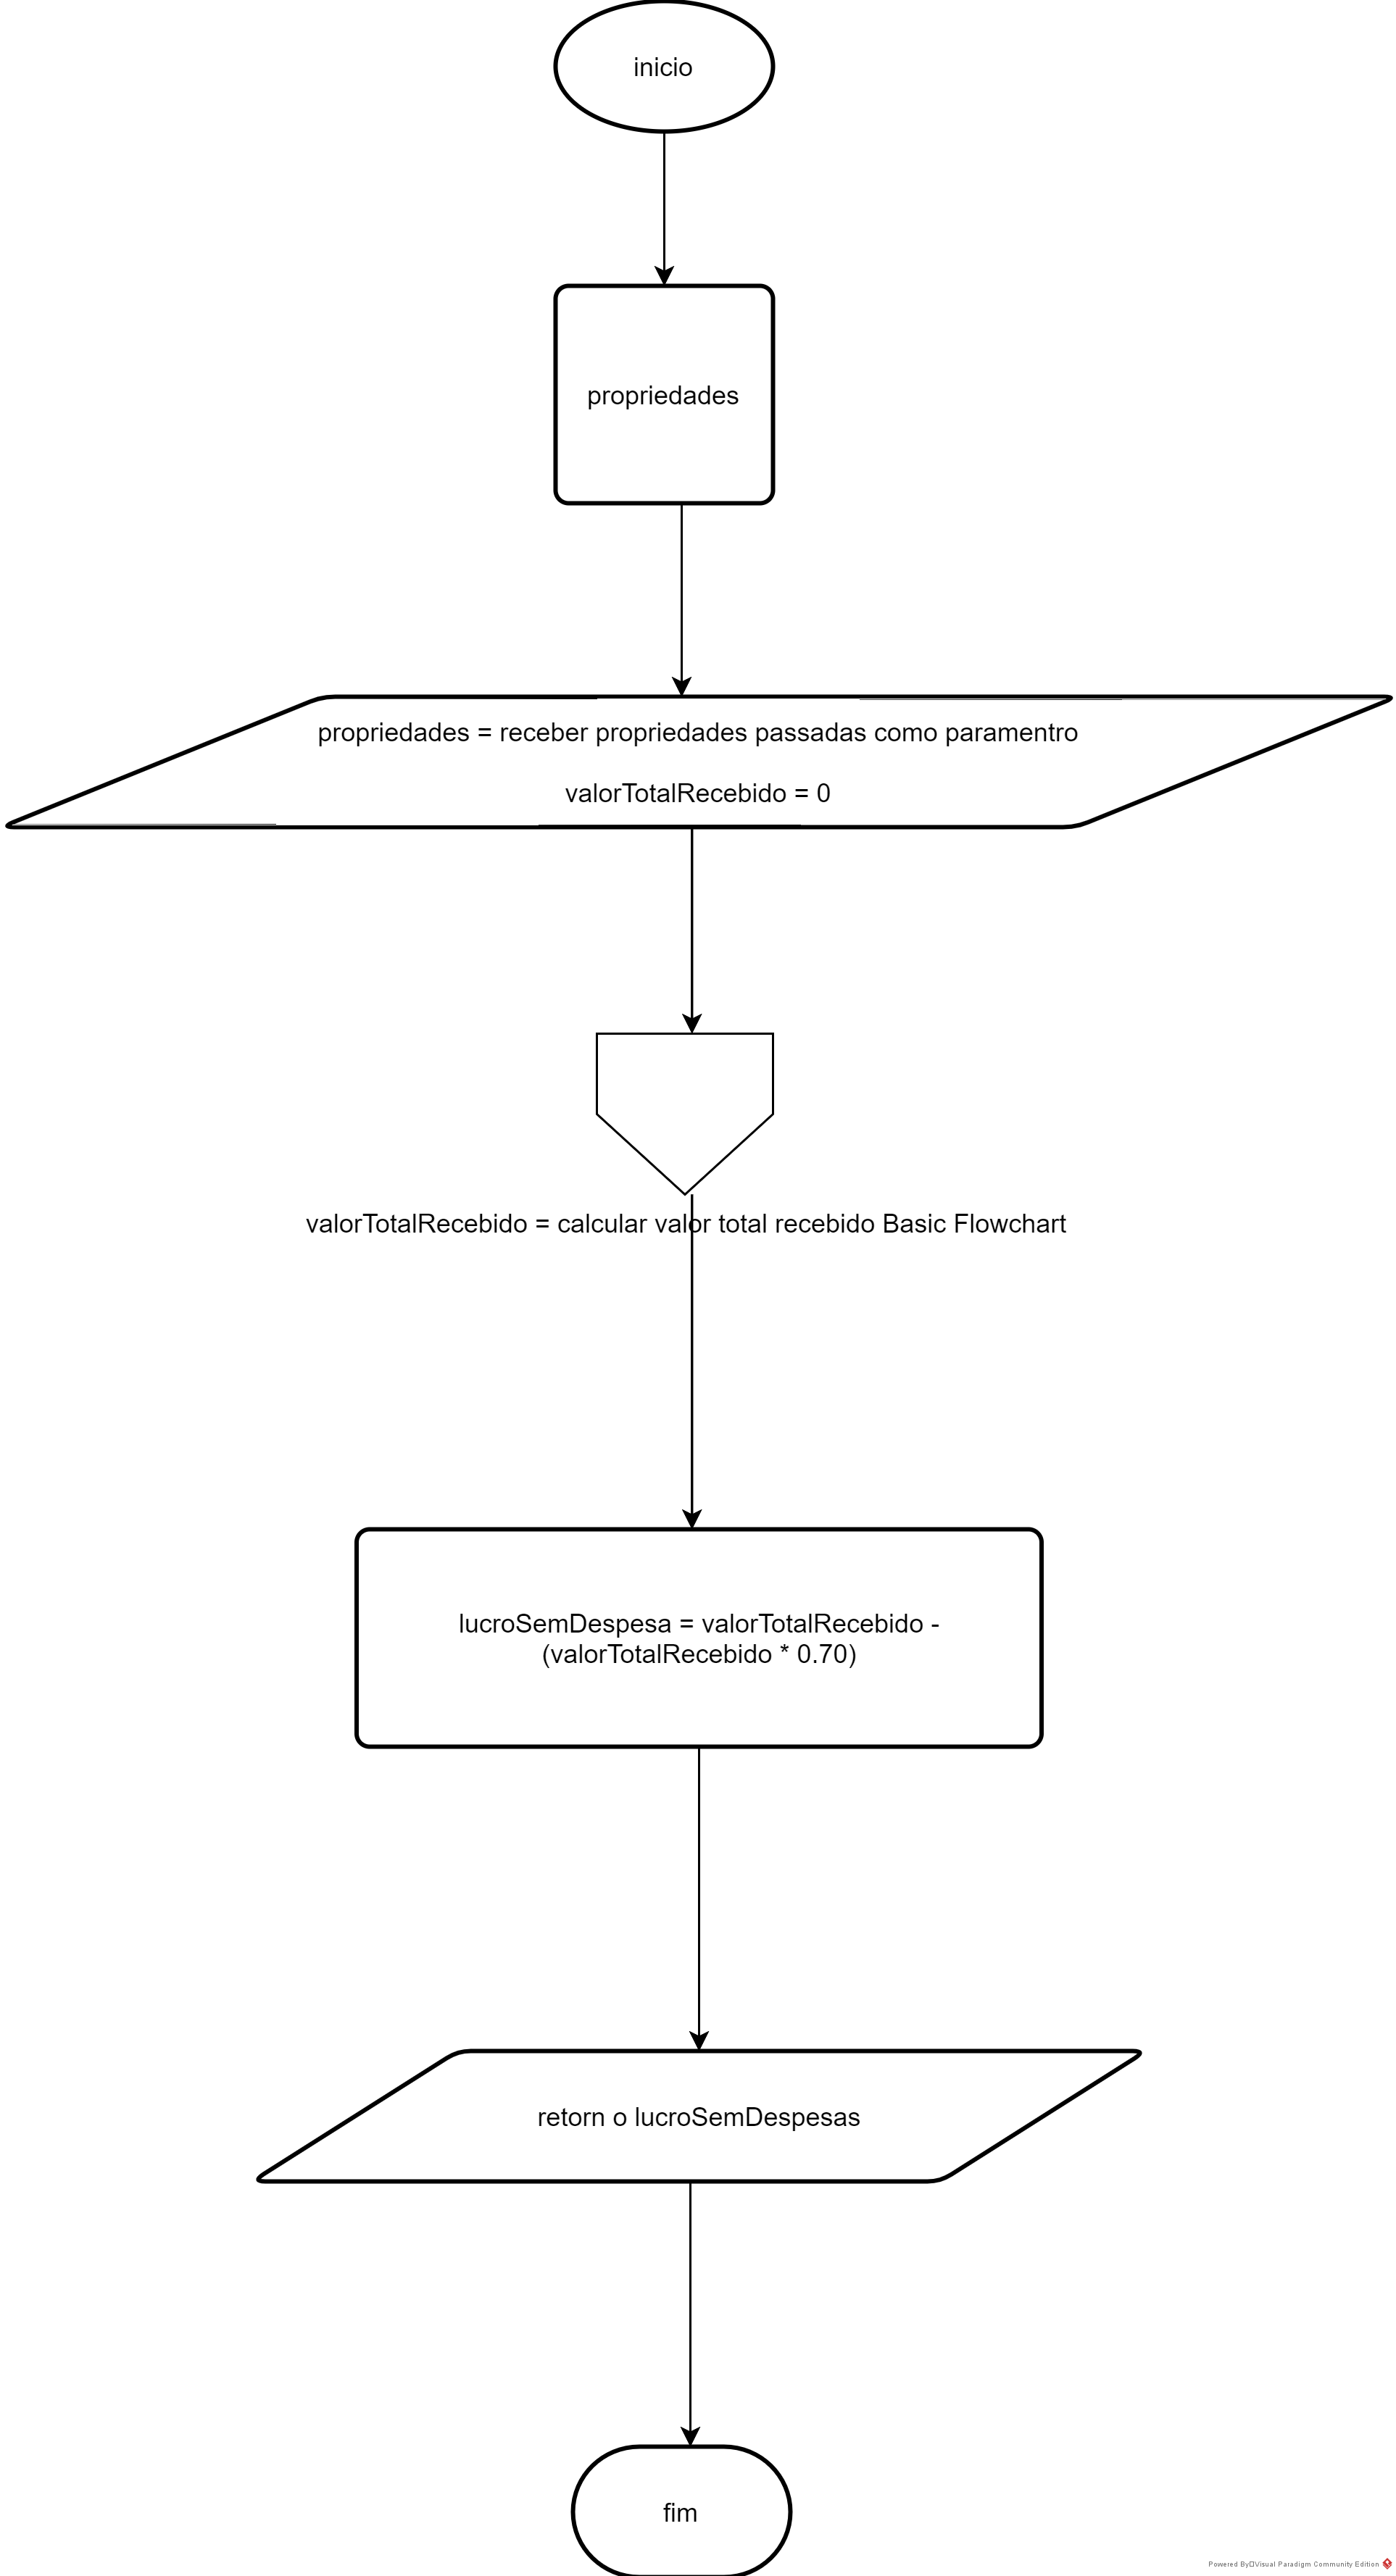 inicio
propriedades
propriedades = receber propriedades passadas como paramentro
valorTotalRecebido = 0
valorTotalRecebido = calcular valor total recebido Basic Flowchart
lucroSemDespesa = valorTotalRecebido -
(valorTotalRecebido * 0.70)
retorn o lucroSemDespesas
fim
Powered By□Visual Paradigm Community Edition